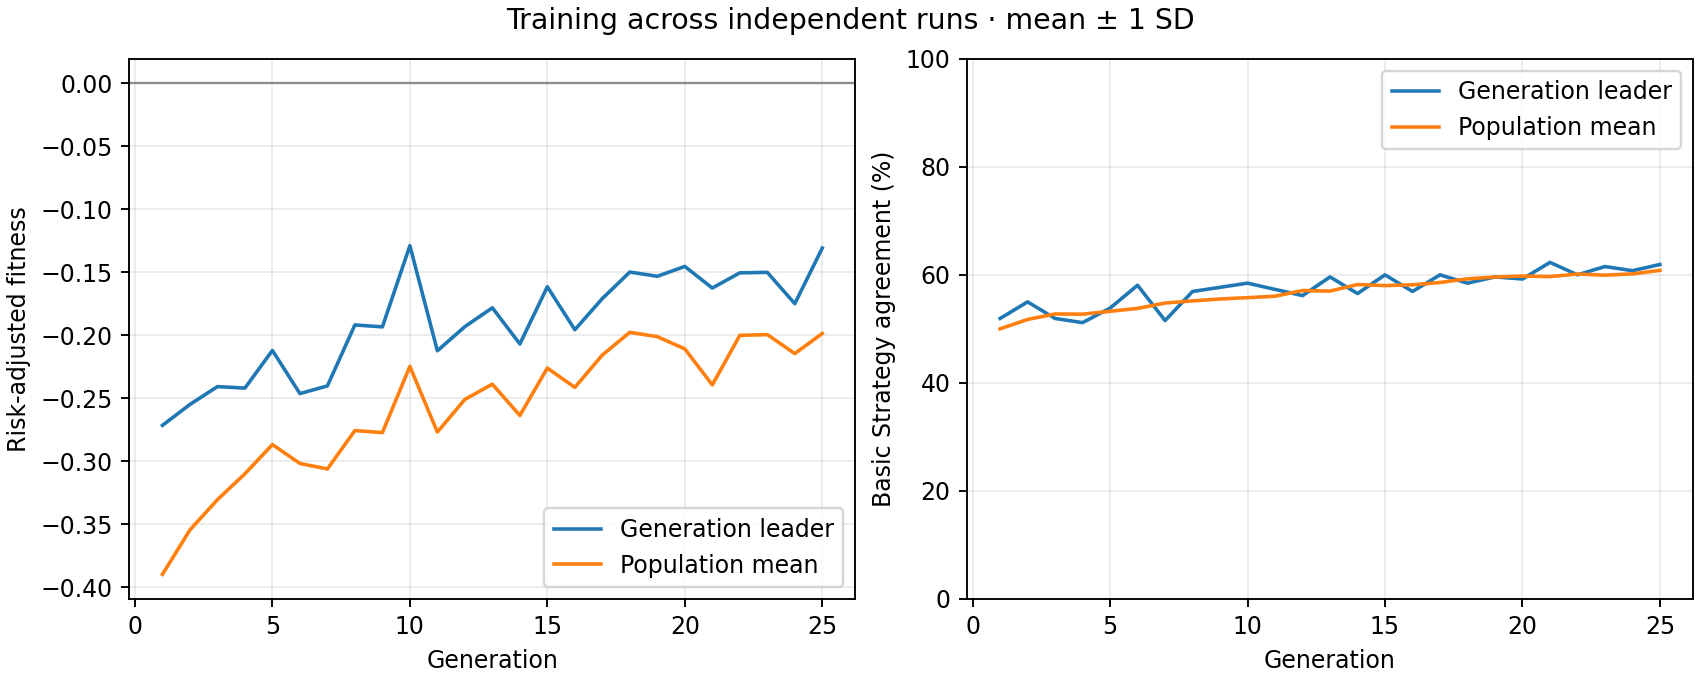 Training across independent runs · mean ± 1 SD
Risk-adjusted fitness
0.00
−0.05
−0.10
−0.15
−0.20
−0.25
−0.30
−0.35
−0.40
Generation leader
Population mean
0 5 10 15 20 25
Generation
Basic Strategy agreement (%)
100
80
60
40
20
0
Generation leader
Population mean
0 5 10 15 20 25
Generation